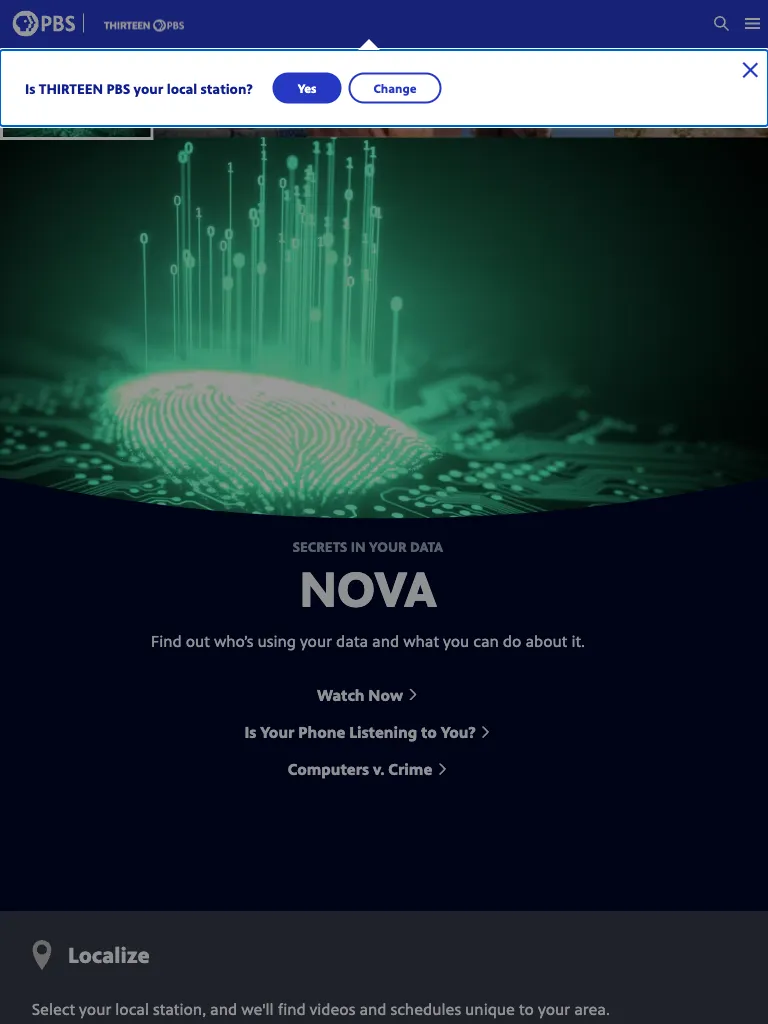 PBS
THIRTEEN PBS
Is THIRTEEN PBS your local station?
Yes
Change
SECRETS IN YOUR DATA
NOVA
Find out who's using your data and what you can do about it.
Watch Now
Is Your Phone Listening to You?
Computers v. Crime
Localize
Select your local station, and we'll find videos and schedules unique to your area.